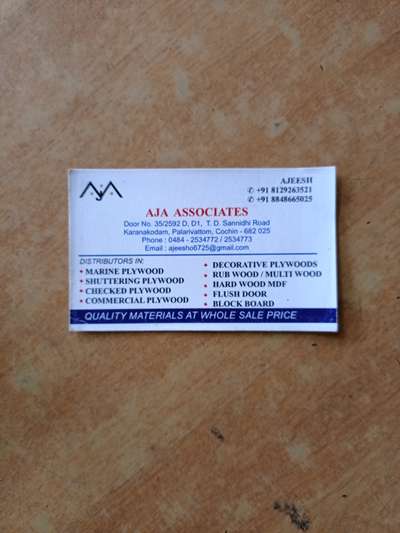 AJA
AJEESH
✆ +91 8129263521
✆ +91 8848665025
AJA ASSOCIATES
Door No. 35/2592 D, D1, T. D. Sannidhi Road
Karanakodam, Palarivattom, Cochin - 682 025
Phone : 0484 - 2534772 / 2534773
Email : ajeesho6725@gmail.com
DISTRIBUTORS IN:
• MARINE PLYWOOD
• SHUTTERING PLYWOOD
• CHECKED PLYWOOD
• COMMERCIAL PLYWOOD
• DECORATIVE PLYWOODS
• RUB WOOD / MULTI WOOD
• HARD WOOD MDF
• FLUSH DOOR
• BLOCK BOARD
QUALITY MATERIALS AT WHOLE SALE PRICE